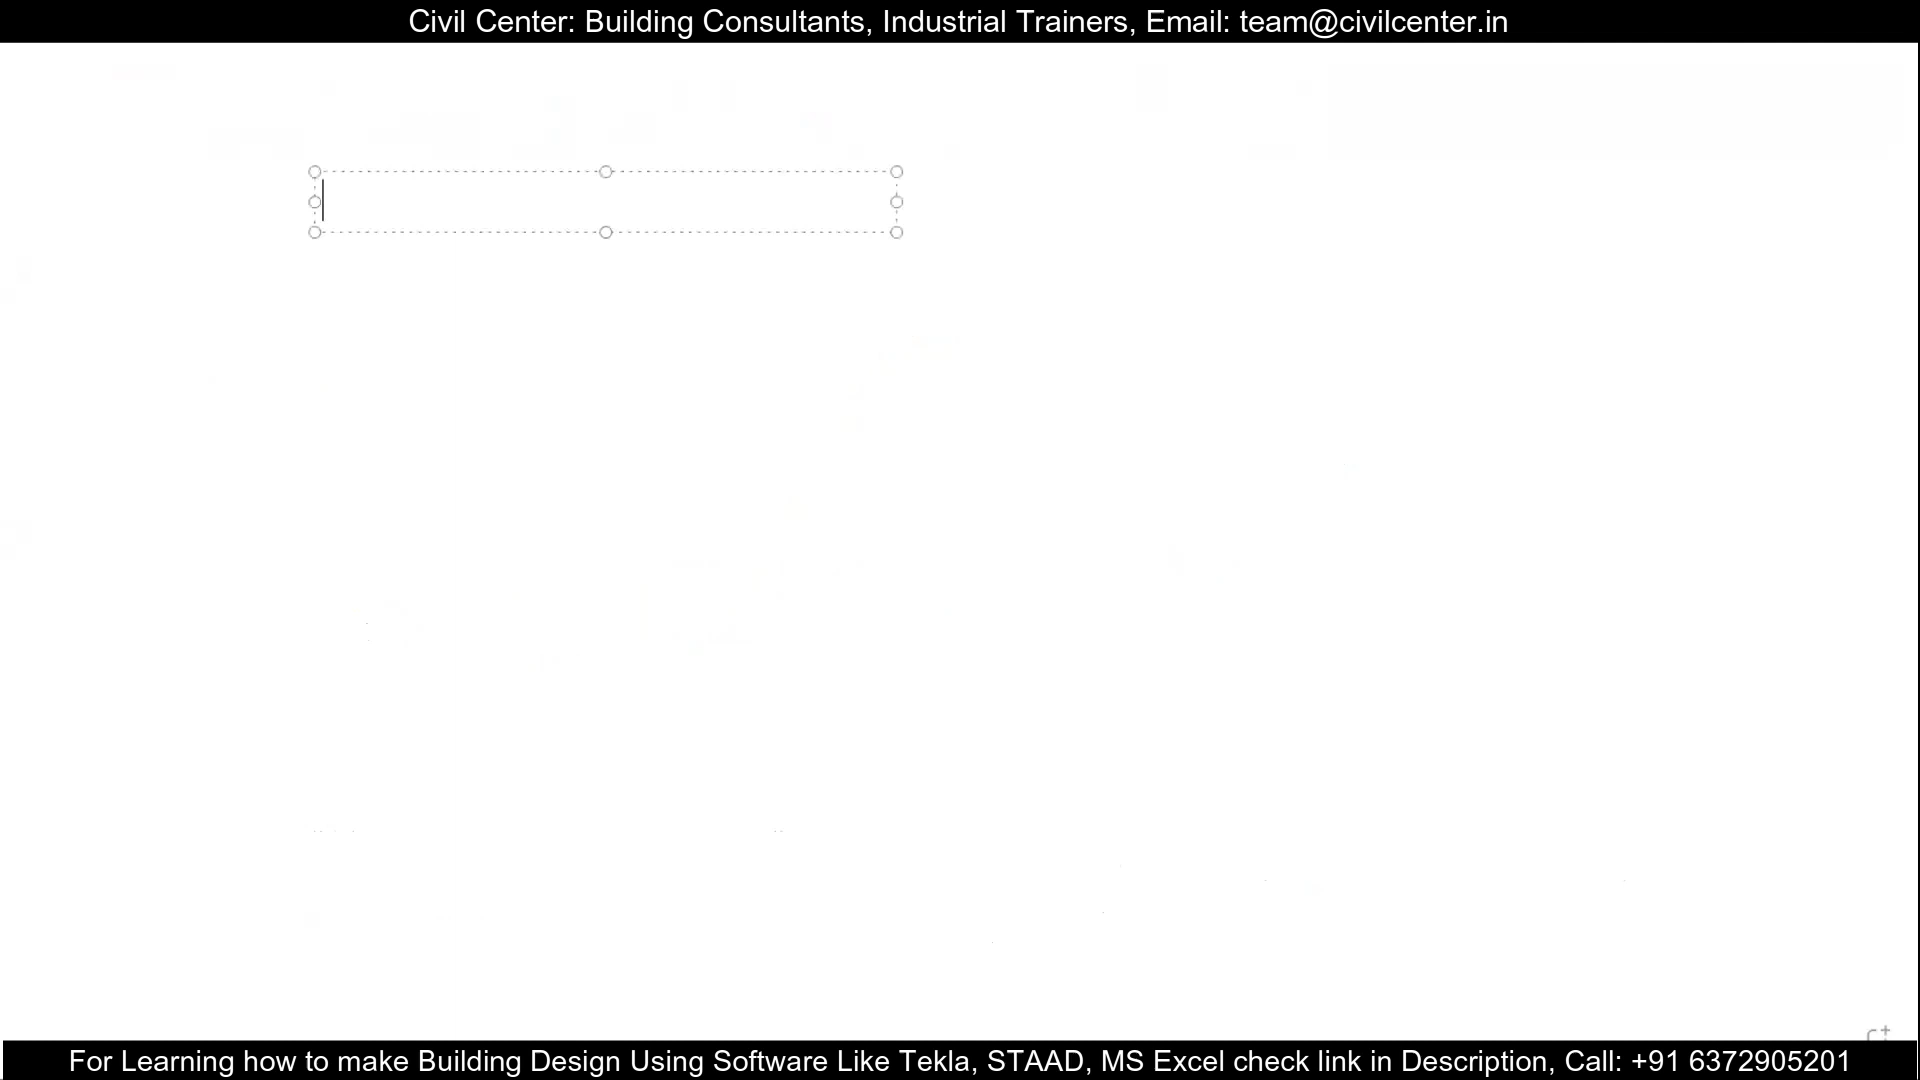 Civil Center: Building Consultants, Industrial Trainers, Email: team@civilcenter.in
For Learning how to make Building Design Using Software Like Tekla, STAAD, MS Excel check link in Description, Call: +91 6372905201